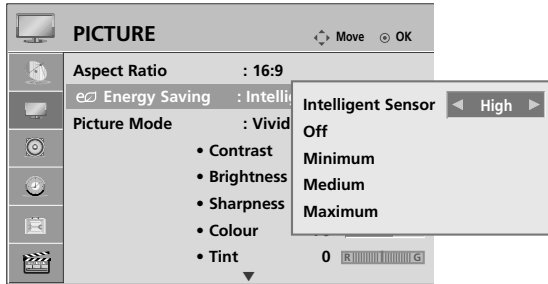 PICTURE
Move OK
Aspect Ratio : 16:9
Energy Saving : Intelli
Picture Mode : Vivid
• Contrast
• Brightness
• Sharpness
• Colour
• Tint 0 R G
Intelligent Sensor ◀ High ▶
Off
Minimum
Medium
Maximum